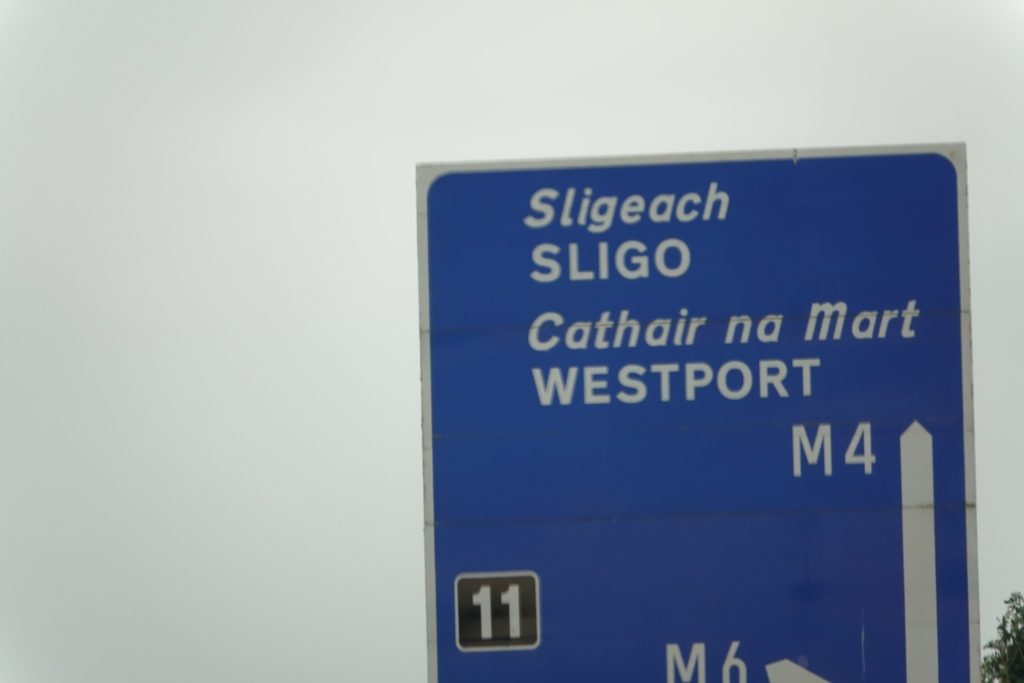 Sligeach
SLIGO
Cathair na Mart
WESTPORT
M4
11
M6